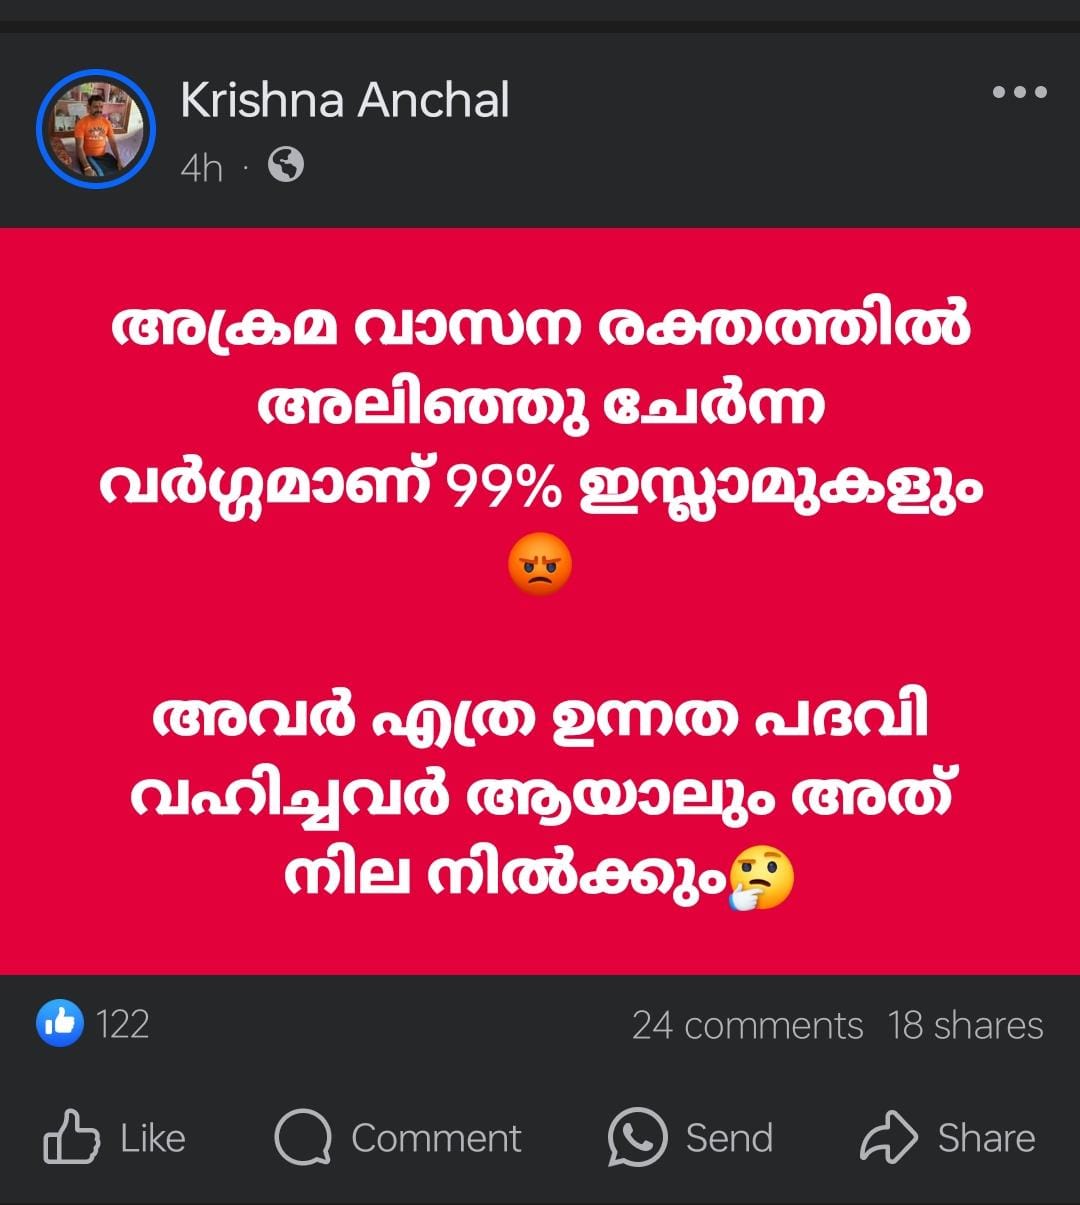 Krishna Anchal
4h ·
അക്രമ വാസന രക്തത്തിൽ
അലിഞ്ഞു ചേർന്ന
വർഗ്ഗമാണ് 99% ഇസ്ലാമുകളും
😡
അവർ എത്ര ഉന്നത പദവി
വഹിച്ചവർ ആയാലും അത്
നില നിൽക്കും🤔
122
24 comments 18 shares
Like Comment Send Share